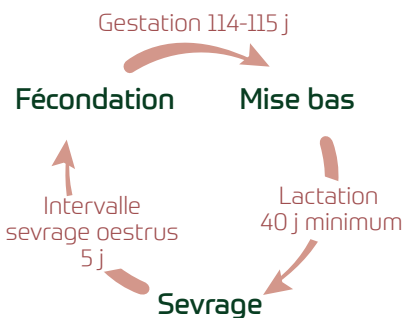 Gestation 114-115 j
Fécondation
Mise bas
Lactation
40 j minimum
Intervalle
sevrage oestrus
5 j
Sevrage